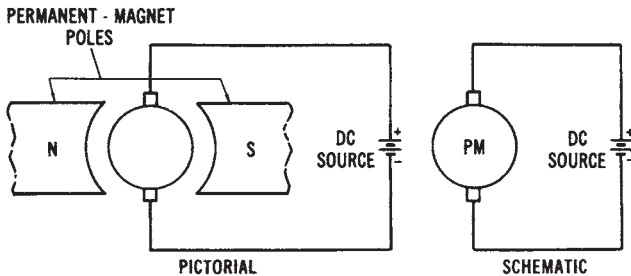 PERMANENT - MAGNET
POLES
N
S
DC
SOURCE
+
–
PICTORIAL
PM
DC
SOURCE
+
–
SCHEMATIC